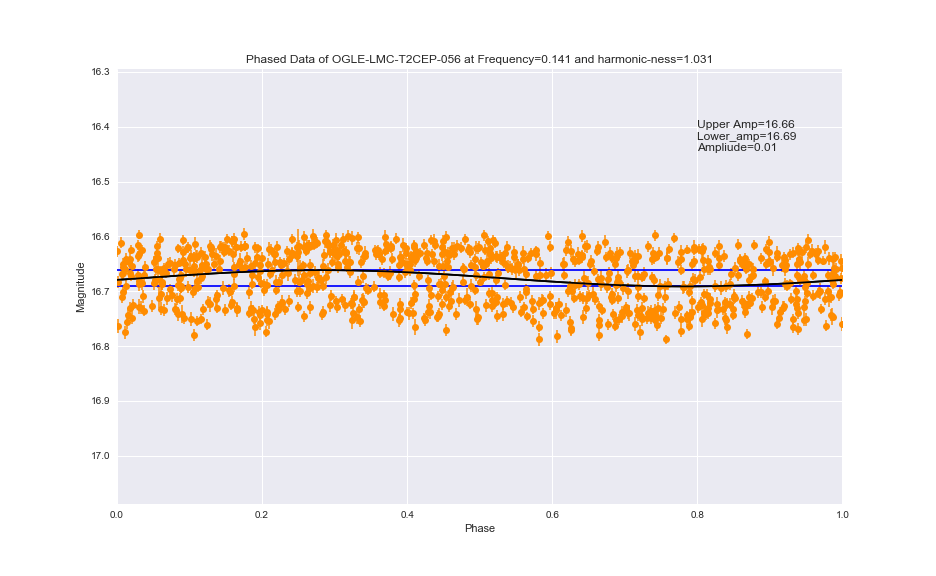 Phased Data of OGLE-LMC-T2CEP-056 at Frequency=0.141 and harmonic-ness=1.031
16.3
16.4
Upper Amp=16.66
Lower_amp=16.69
Ampliude=0.01
16.5
16.6
Magnitude
16.7
16.8
16.9
17.0
0.0
0.2
0.4
0.6
0.8
1.0
Phase